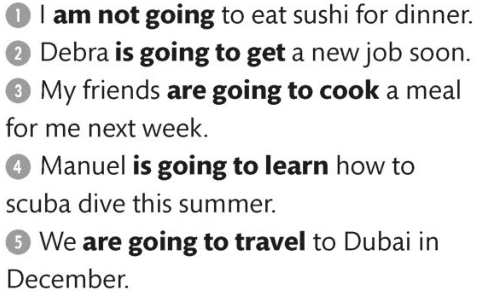 1 I am not going to eat sushi for dinner.
2 Debra is going to get a new job soon.
3 My friends are going to cook a meal
for me next week.
4 Manuel is going to learn how to
scuba dive this summer.
5 We are going to travel to Dubai in
December.